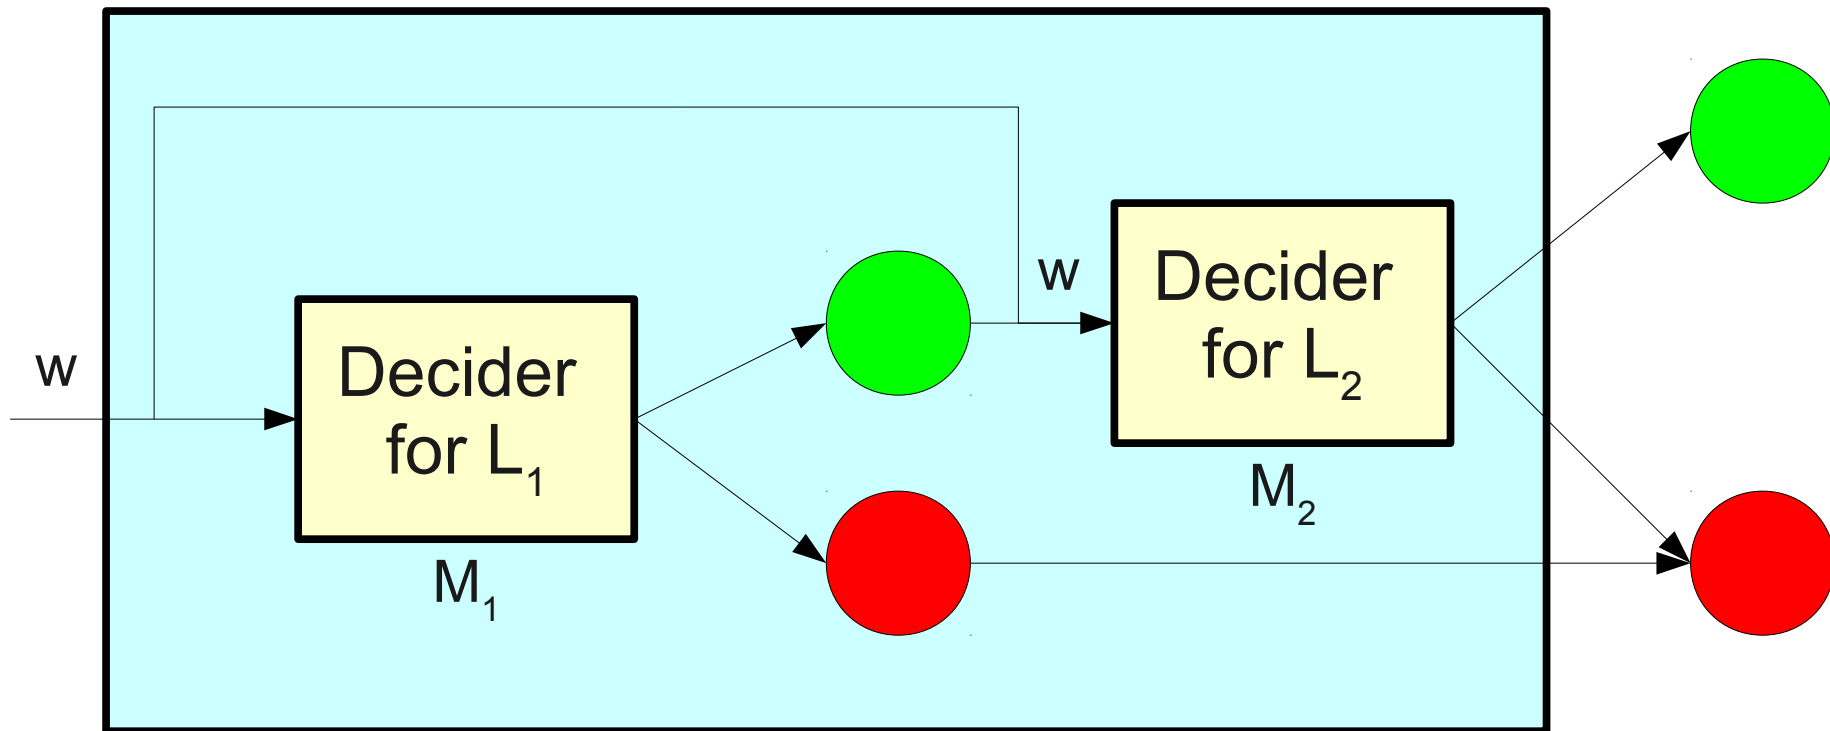 w
Decider
for L₁
M₁
w
Decider
for L₂
M₂